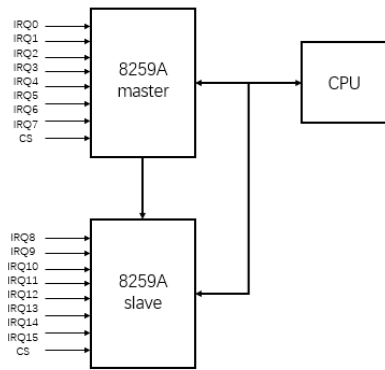 IRQ0
IRQ1
IRQ2
IRQ3
IRQ4
IRQ5
IRQ6
IRQ7
CS
8259A
master
CPU
IRQ8
IRQ9
IRQ10
IRQ11
IRQ12
IRQ13
IRQ14
IRQ15
CS
8259A
slave